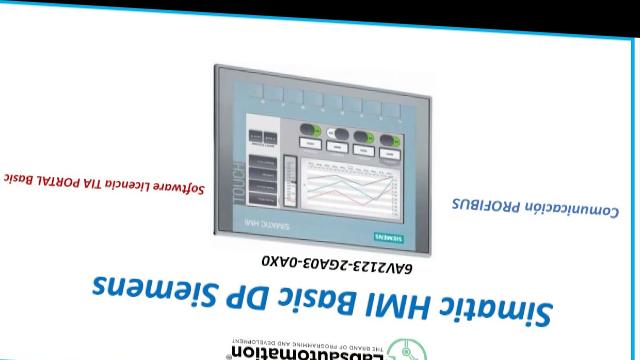 Labsautomation®
THE BRAND OF PROGRAMMING AND DEVELOPMENT
Simatic HMI Basic DP Siemens
6AV2123-2GA03-0AX0
SIEMENS
SIMATIC HMI
TOUCH
Comunicación PROFIBUS
Software Licencia TIA PORTAL Basic